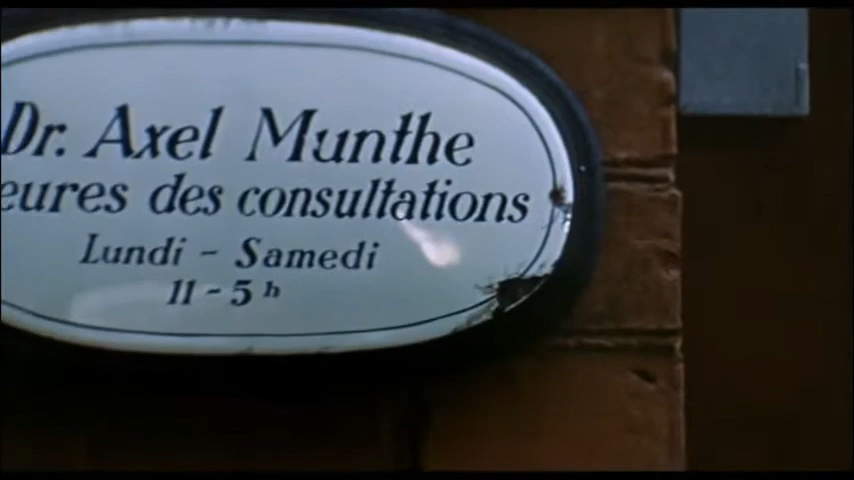 Dr. Axel Munthe
eures des consultations
Lundi - Samedi
11 - 5 h